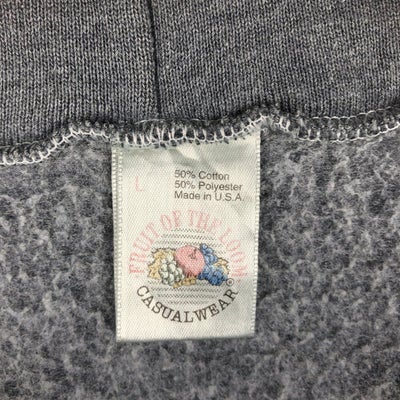 L
50% Cotton
50% Polyester
Made in U.S.A.
FRUIT OF THE LOOM
®
CASUALWEAR